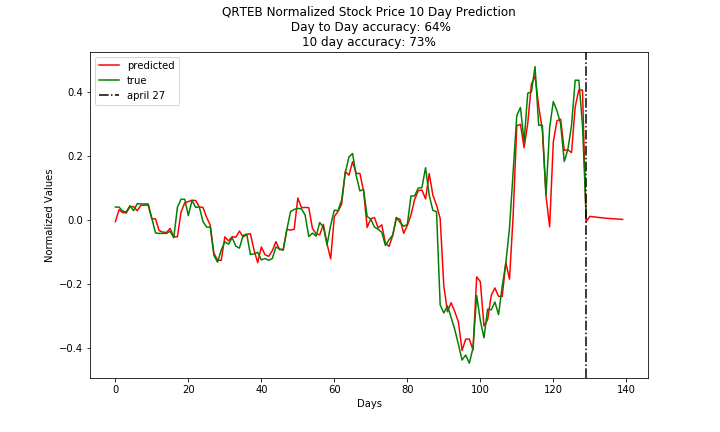 QRTEB Normalized Stock Price 10 Day Prediction
Day to Day accuracy: 64%
10 day accuracy: 73%
predicted
true
april 27
Normalized Values
0.4
0.2
0.0
−0.2
−0.4
0 20 40 60 80 100 120 140
Days